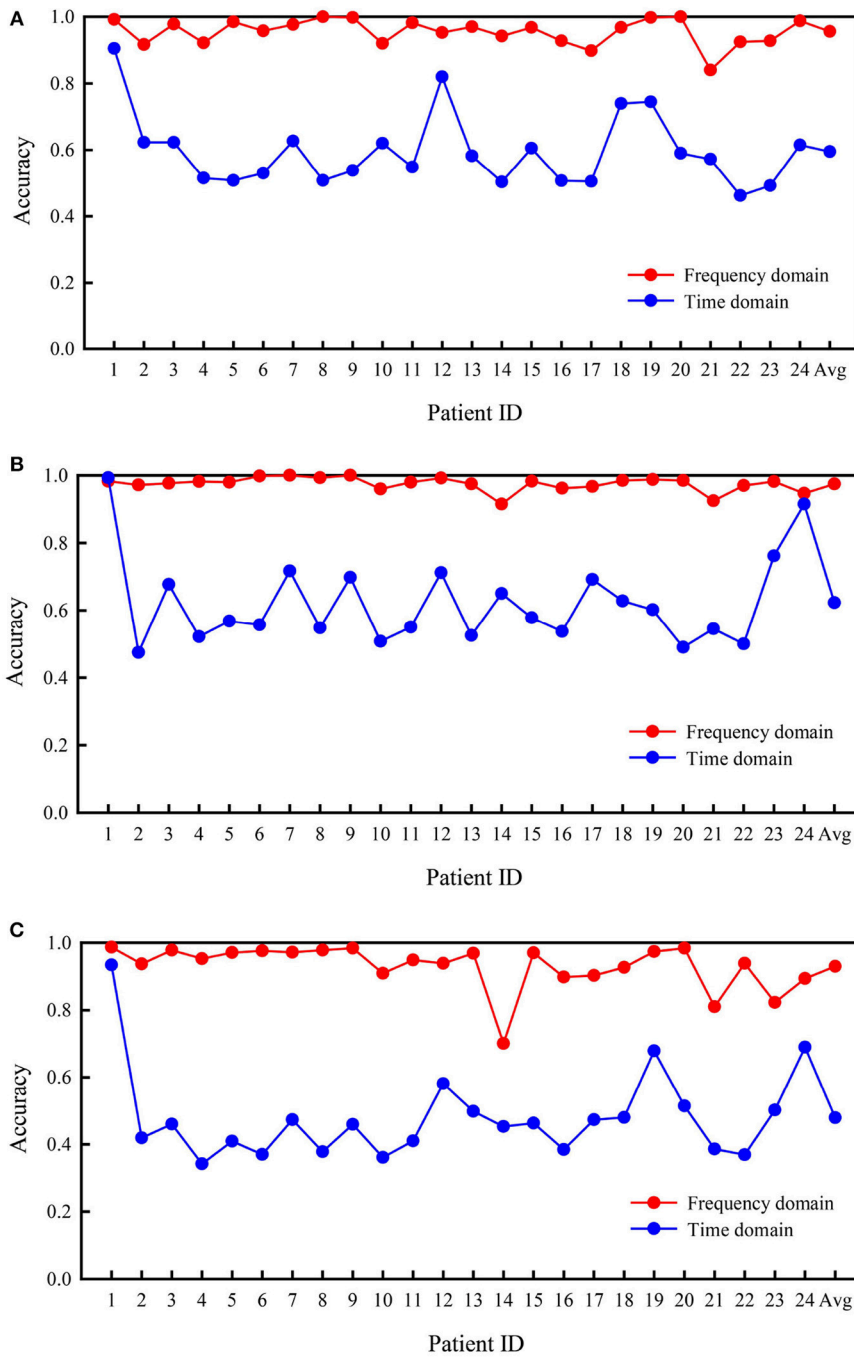 A
1.0
0.8
0.6
0.4
0.2
0.0
Accuracy
Frequency domain
Time domain
1 2 3 4 5 6 7 8 9 10 11 12 13 14 15 16 17 18 19 20 21 22 23 24 Avg
Patient ID
B
1.0
0.8
0.6
0.4
0.2
0.0
Accuracy
Frequency domain
Time domain
1 2 3 4 5 6 7 8 9 10 11 12 13 14 15 16 17 18 19 20 21 22 23 24 Avg
Patient ID
C
1.0
0.8
0.6
0.4
0.2
0.0
Accuracy
Frequency domain
Time domain
1 2 3 4 5 6 7 8 9 10 11 12 13 14 15 16 17 18 19 20 21 22 23 24 Avg
Patient ID